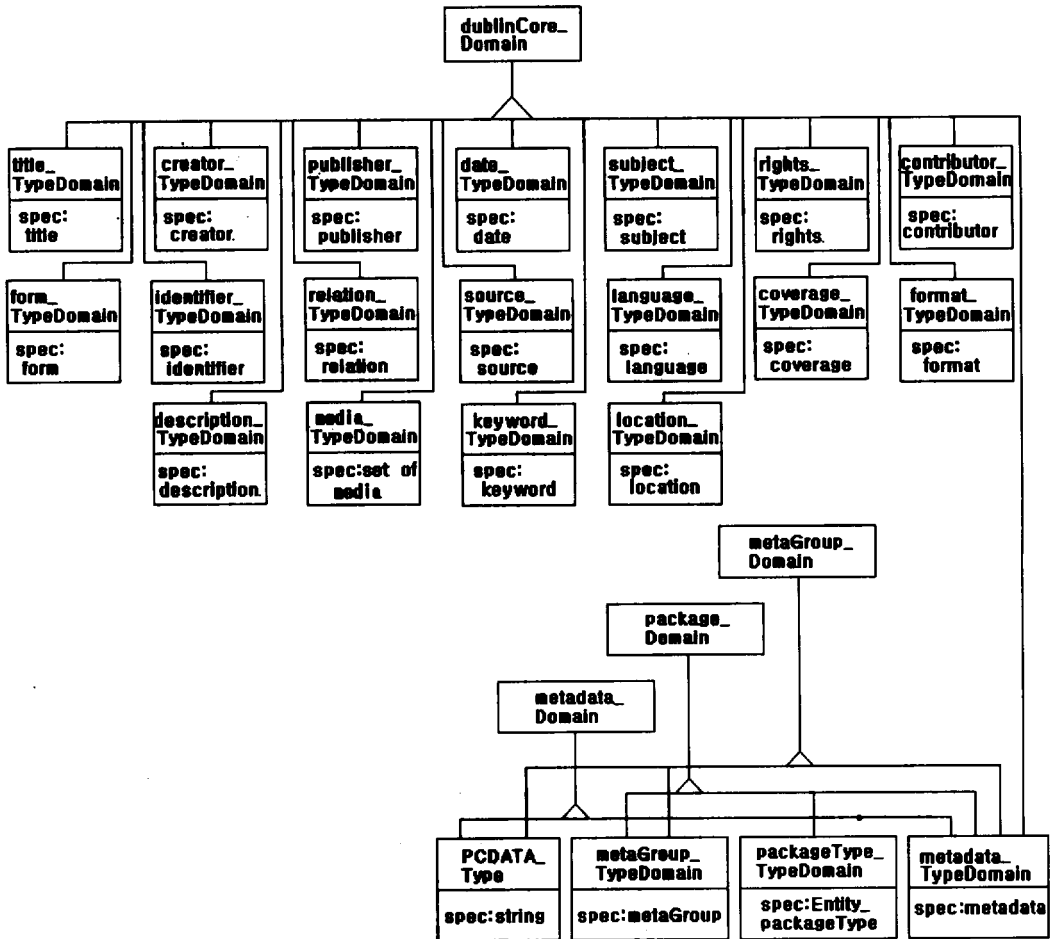 dublinCore_
Domain
title_
TypeDomain
spec:
title
creator_
TypeDomain
spec:
creator.
publisher_
TypeDomain
spec:
publisher
date_
TypeDomain
spec:
date
subject_
TypeDomain
spec:
subject
rights_
TypeDomain
spec:
rights.
contributor_
TypeDomain
spec:
contributor
form_
TypeDomain
spec:
form
identifier_
TypeDomain
spec:
identifier
relation_
TypeDomain
spec:
relation
source_
TypeDomain
spec:
source
language_
TypeDomain
spec:
language
coverage_
TypeDomain
spec:
coverage
format_
TypeDomain
spec:
format
description_
TypeDomain
spec:
description.
media_
TypeDomain
spec:set of
media
keyword_
TypeDomain
spec:
keyword
location_
TypeDomain
spec:
location
metaGroup_
Domain
package_
Domain
metadata_
Domain
PCDATA_
Type
spec:string
metaGroup_
TypeDomain
spec:metaGroup
packageType_
TypeDomain
spec:Entity_
packageType
metadata_
TypeDomain
spec:metadata